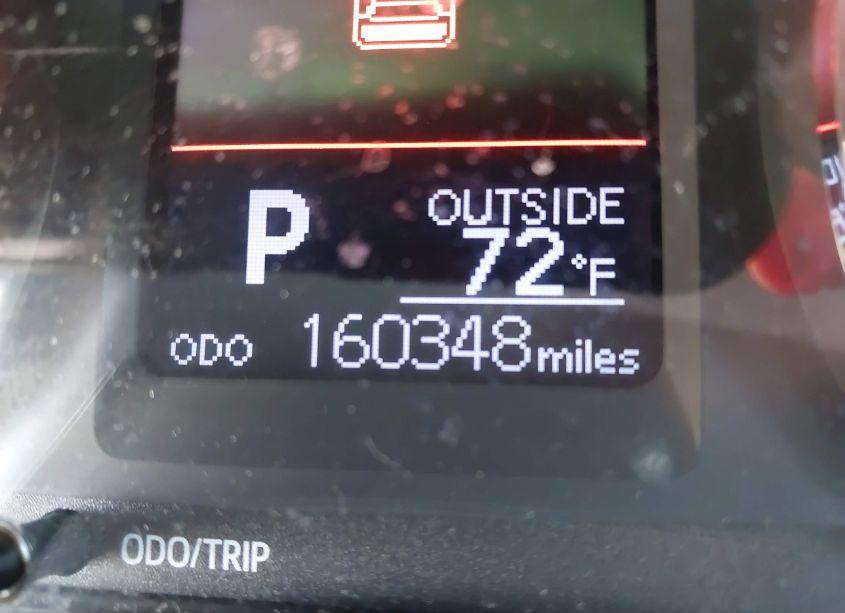 P
OUTSIDE
72°F
ODO 160348 miles
ODO/TRIP